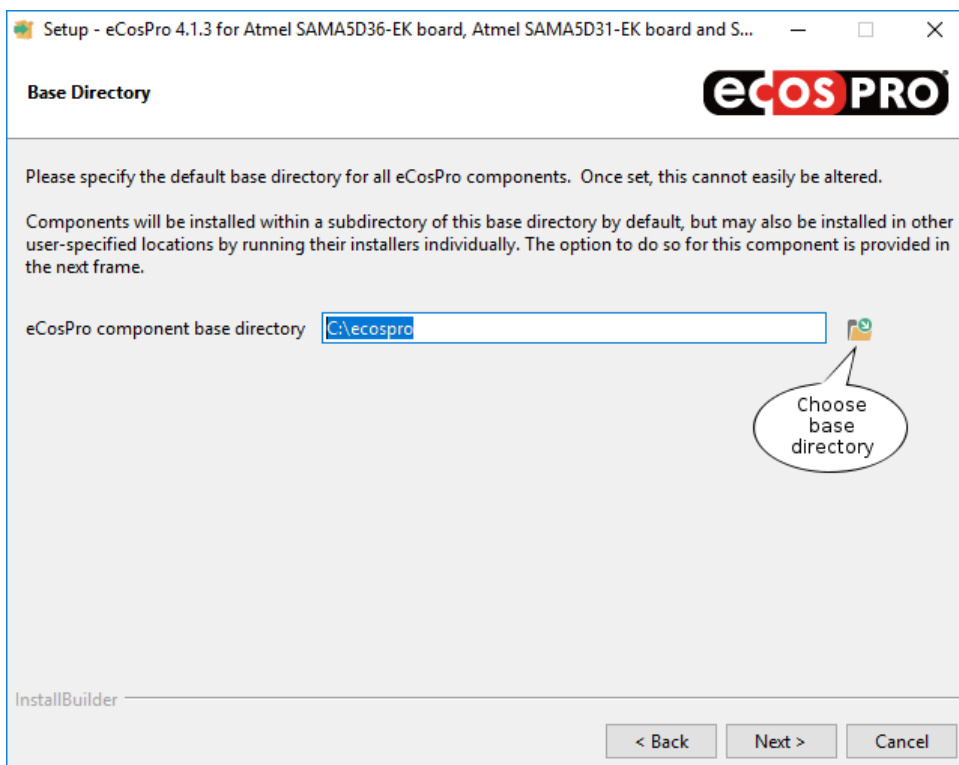 Setup - eCosPro 4.1.3 for Atmel SAMA5D36-EK board, Atmel SAMA5D31-EK board and S...
Base Directory
eCOS PRO
Please specify the default base directory for all eCosPro components.  Once set, this cannot easily be altered.
Components will be installed within a subdirectory of this base directory by default, but may also be installed in other
user-specified locations by running their installers individually. The option to do so for this component is provided in
the next frame.
eCosPro component base directory
C:\ecospro
Choose
base
directory
InstallBuilder
< Back
Next >
Cancel